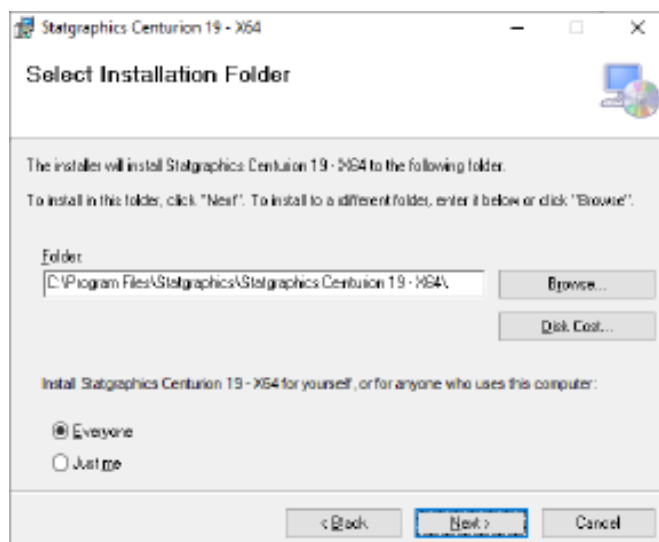 Statgraphics Centurion 19 - X64
Select Installation Folder
The installer will install Statgraphics Centurion 19 - X64 to the following folder.
To install in this folder, click "Next". To install to a different folder, enter it below or click "Browse".
Folder:
C:\Program Files\Statgraphics\Statgraphics Centurion 19 - X64\
Browse...
Disk Cost...
Install Statgraphics Centurion 19 - X64 for yourself, or for anyone who uses this computer:
Everyone
Just me
< Back
Next >
Cancel